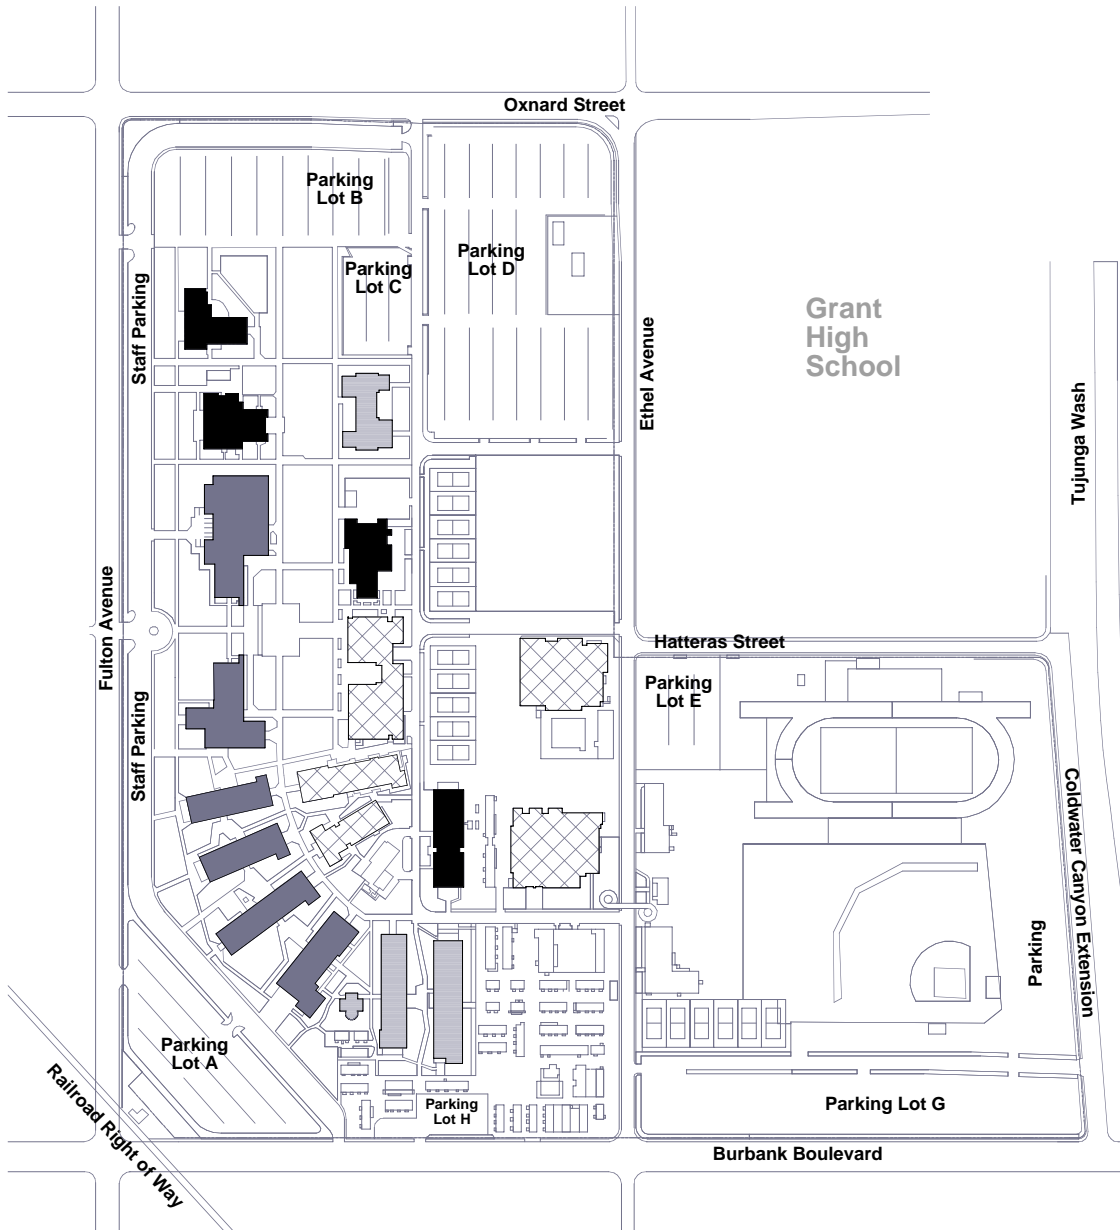 Oxnard Street
Parking
Lot B
Parking
Lot D
Parking
Lot C
Staff Parking
Grant
High
School
Ethel Avenue
Tujunga Wash
Fulton Avenue
Hatteras Street
Parking
Lot E
Staff Parking
Coldwater Canyon Extension
Parking
Parking
Lot A
Railroad Right of Way
Parking
Lot H
Parking Lot G
Burbank Boulevard